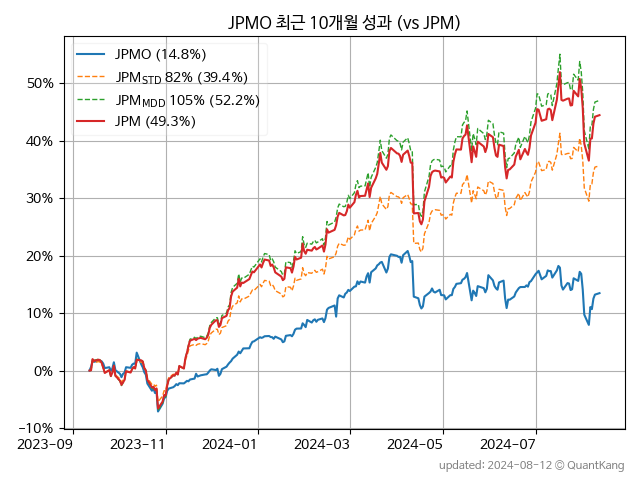 JPMO 최근 10개월 성과 (vs JPM)
JPMO (14.8%)
JPM_STD 82% (39.4%)
JPM_MDD 105% (52.2%)
JPM (49.3%)
50%
40%
30%
20%
10%
0%
−10%
2023-09 2023-11 2024-01 2024-03 2024-05 2024-07
updated: 2024-08-12 © QuantKang